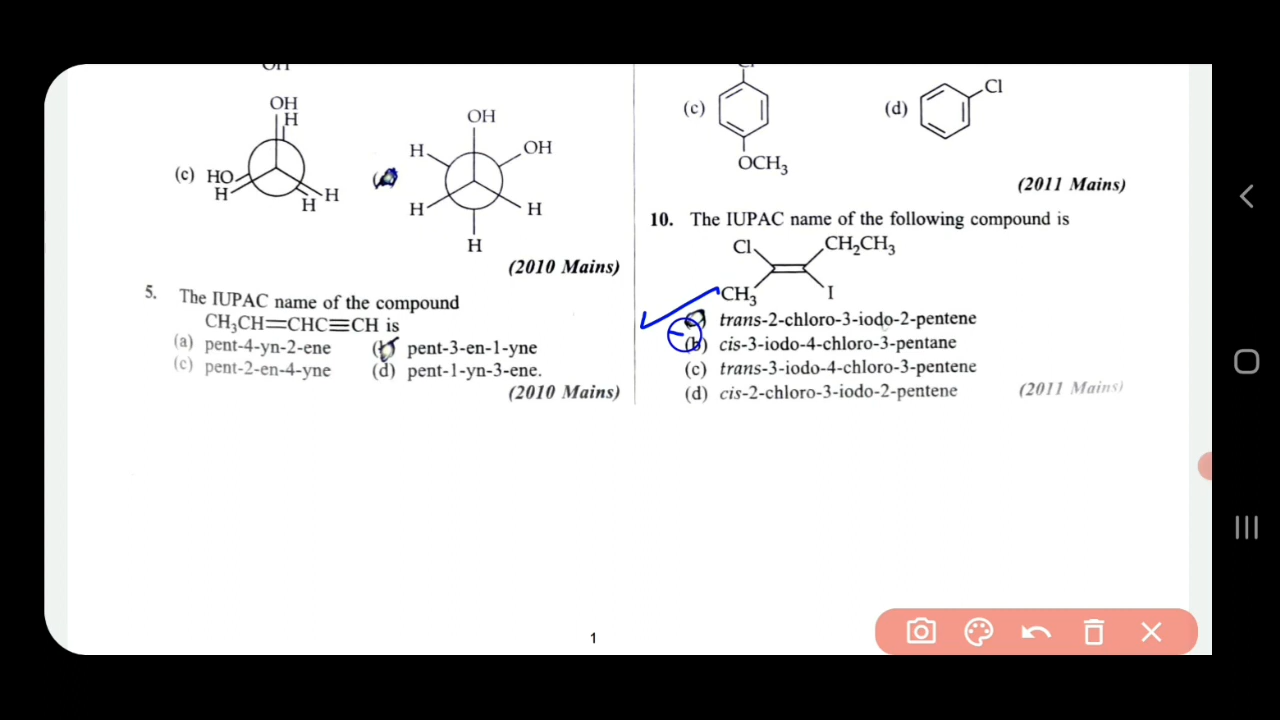 OH
OH
H
(c) HO
H
H
H
OH
H
OH
H
H
H
(2010 Mains)
5. The IUPAC name of the compound
CH₃CH=CHC≡CH is
(a) pent-4-yn-2-ene
pent-3-en-1-yne
(c) pent-2-en-4-yne (d) pent-1-yn-3-ene.
(2010 Mains)
(c)
OCH₃
(d)
Cl
(2011 Mains)
10. The IUPAC name of the following compound is
Cl CH₂CH₃
CH₃ I
trans-2-chloro-3-iodo-2-pentene
(b) cis-3-iodo-4-chloro-3-pentane
(c) trans-3-iodo-4-chloro-3-pentene
(d) cis-2-chloro-3-iodo-2-pentene (2011 Mains)
1